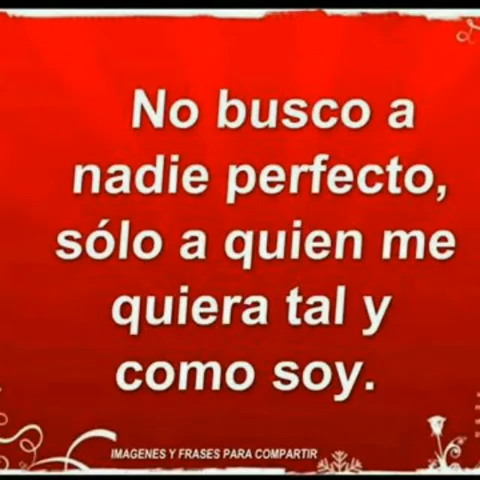 No busco a
nadie perfecto,
sólo a quien me
quiera tal y
como soy.
IMAGENES Y FRASES PARA COMPARTIR